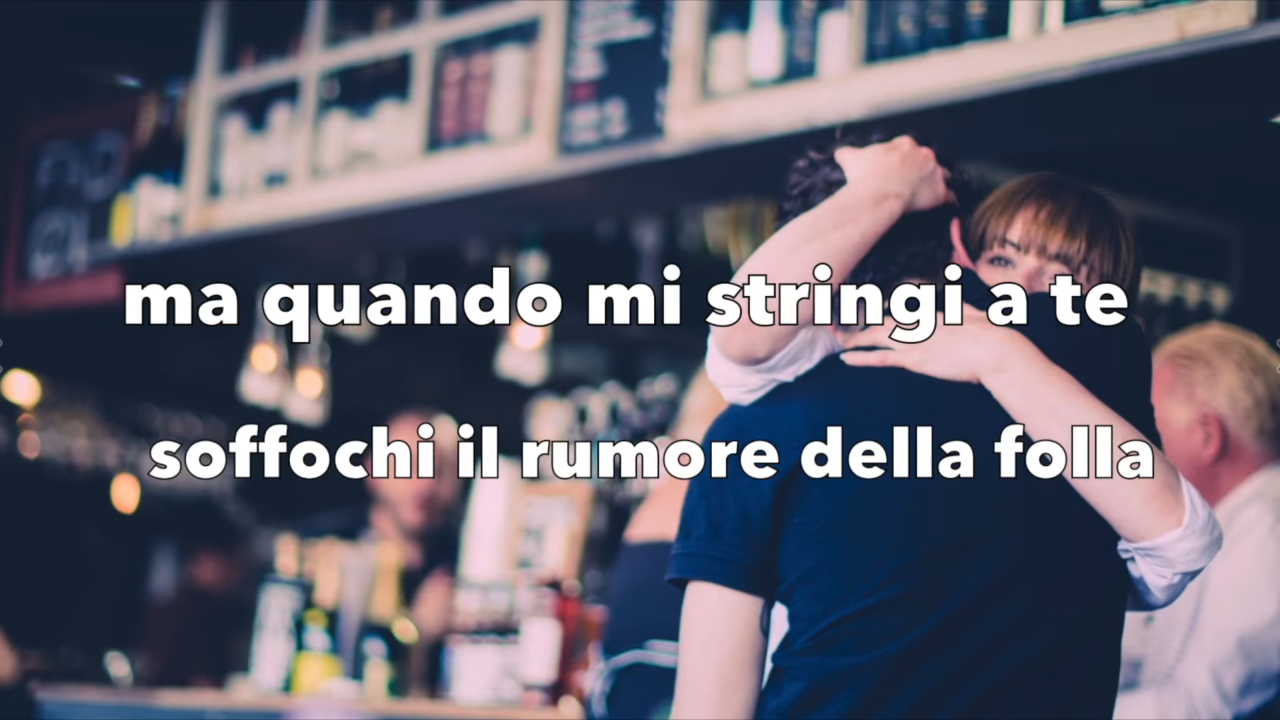 ma quando mi stringi a te
soffochi il rumore della folla